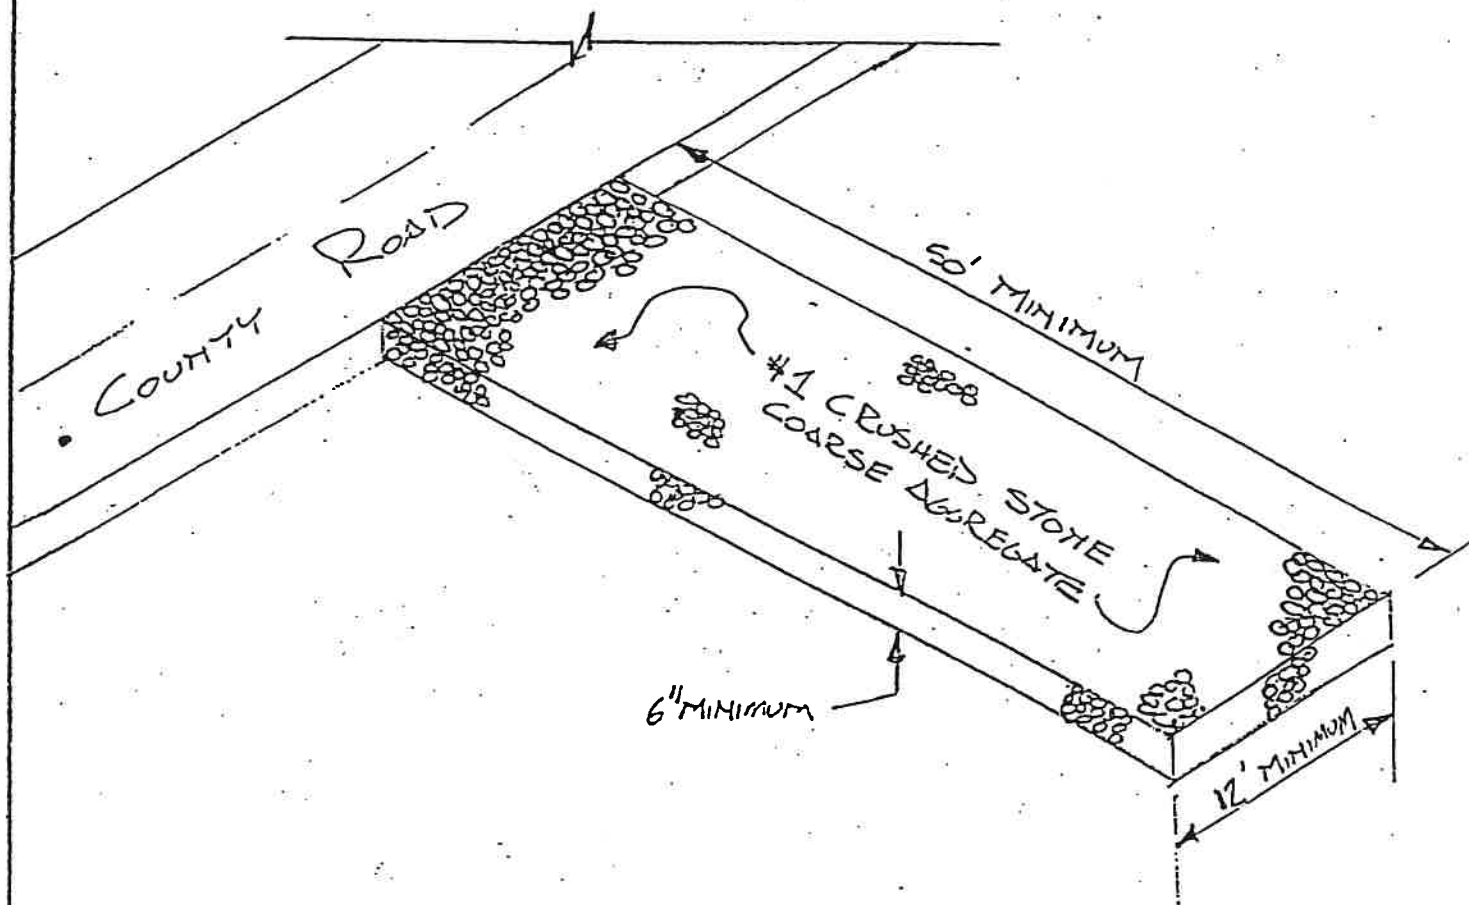 COUNTY ROAD
50' MINIMUM
#1 CRUSHED STONE
COARSE AGGREGATE
6" MINIMUM
12' MINIMUM